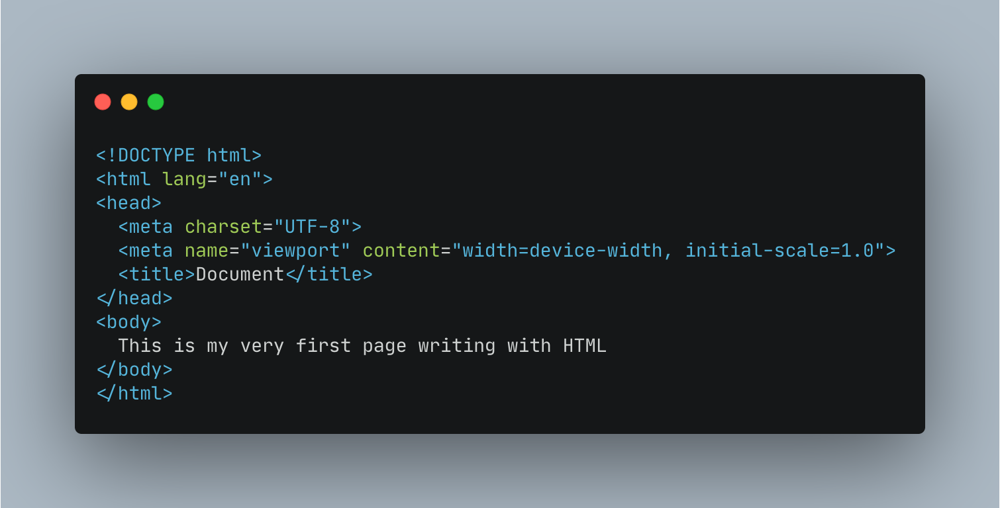 <!DOCTYPE html>
<html lang="en">
<head>
  <meta charset="UTF-8">
  <meta name="viewport" content="width=device-width, initial-scale=1.0">
  <title>Document</title>
</head>
<body>
  This is my very first page writing with HTML
</body>
</html>